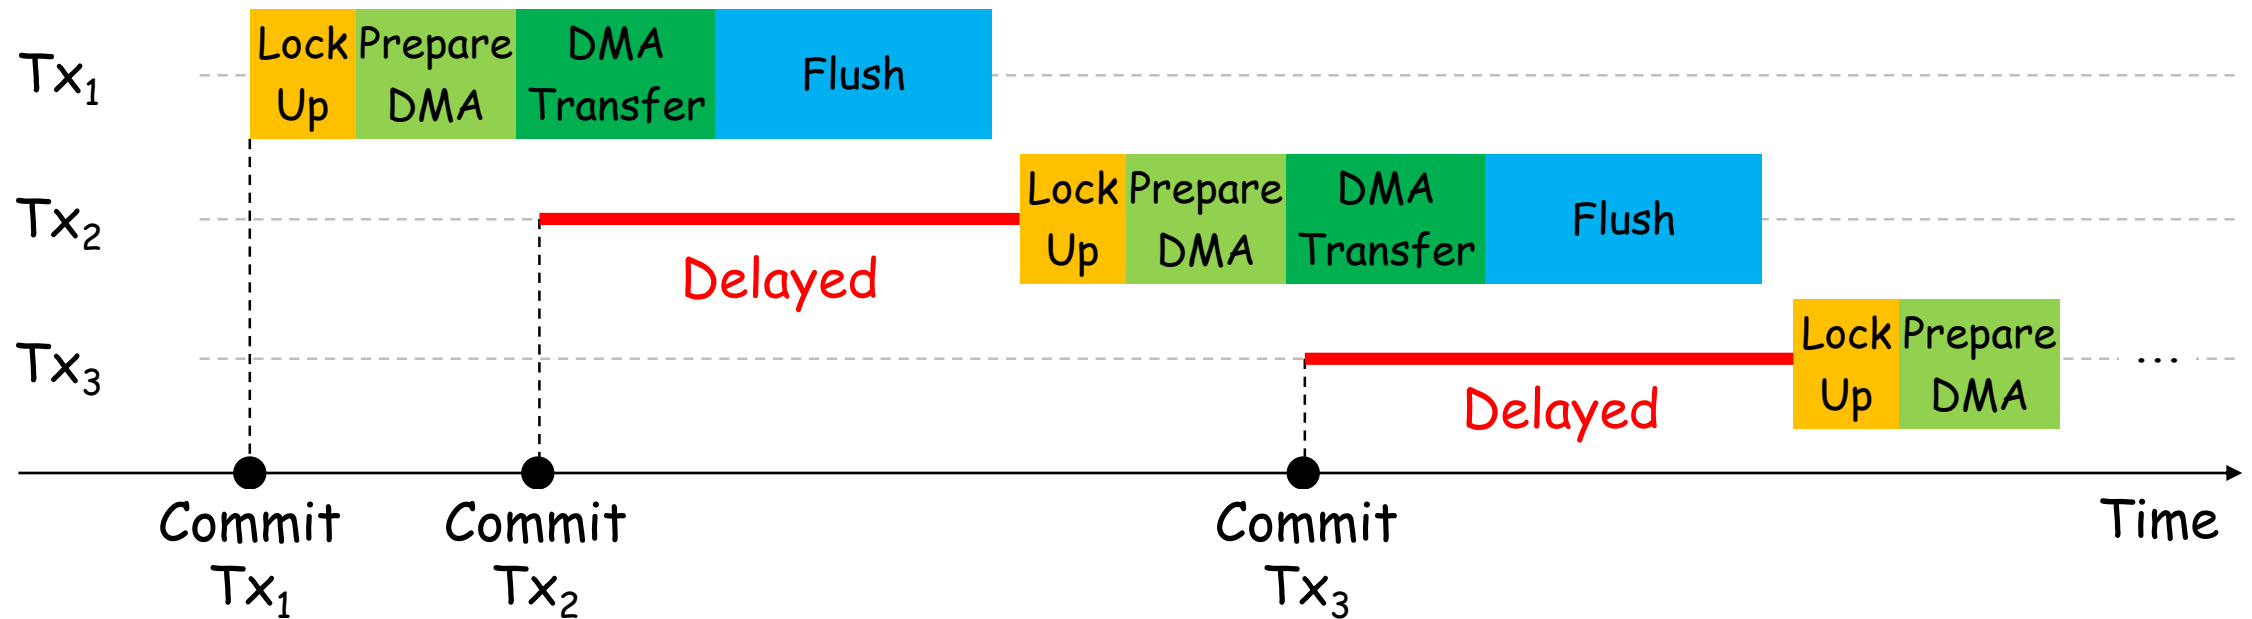 Tx1
Lock Up
Prepare DMA
DMA Transfer
Flush
Tx2
Delayed
Lock Up
Prepare DMA
DMA Transfer
Flush
Tx3
Delayed
Lock Up
Prepare DMA
...
Commit Tx1
Commit Tx2
Commit Tx3
Time